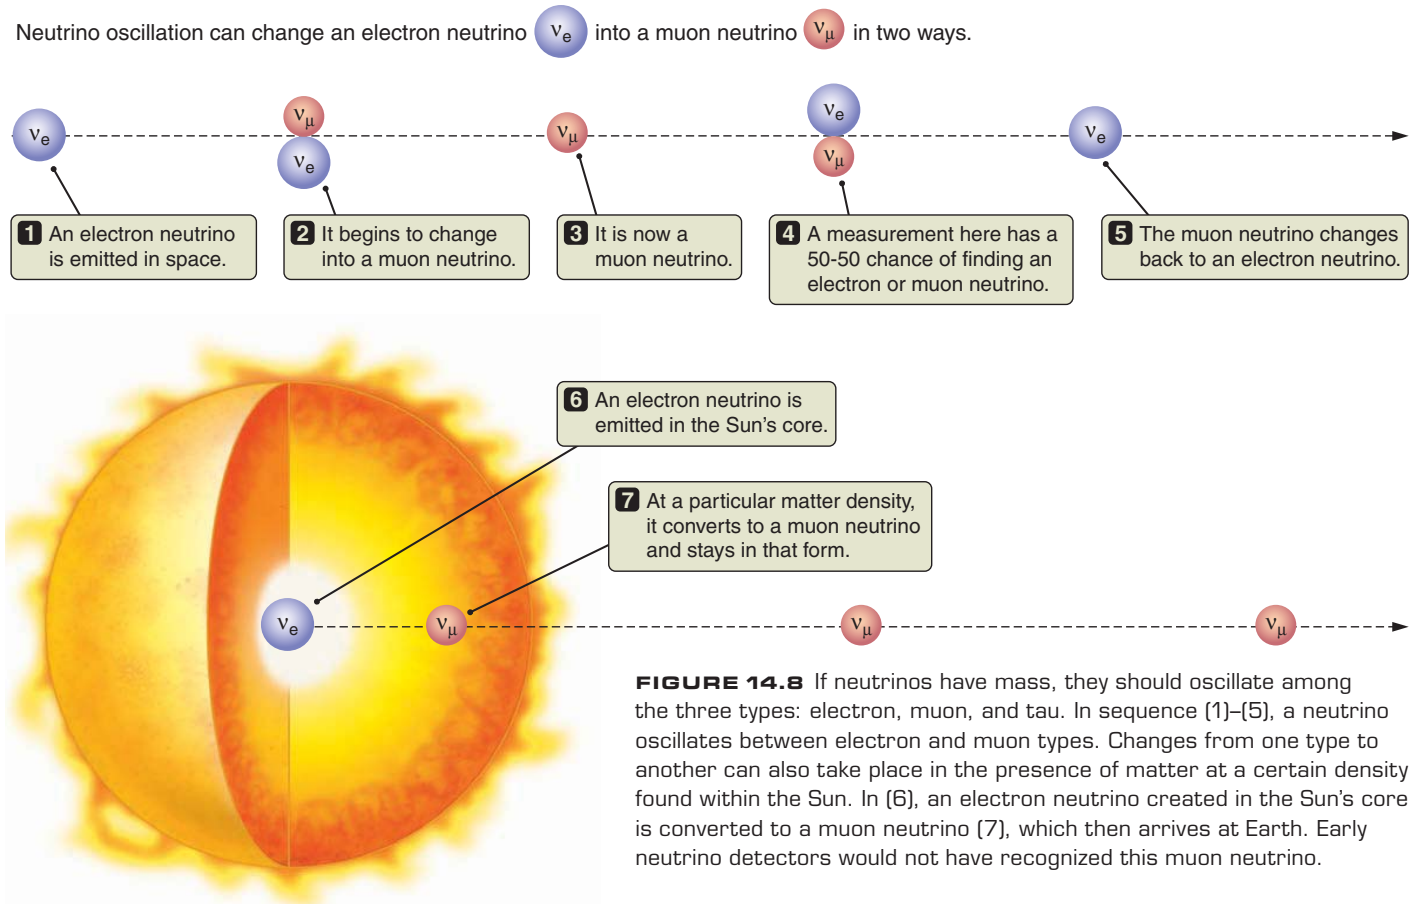 Neutrino oscillation can change an electron neutrino νe into a muon neutrino νμ in two ways.
νe
νμ
νe
νμ
νe
νμ
νe
1 An electron neutrino
is emitted in space.
2 It begins to change
into a muon neutrino.
3 It is now a
muon neutrino.
4 A measurement here has a
50-50 chance of finding an
electron or muon neutrino.
5 The muon neutrino changes
back to an electron neutrino.
6 An electron neutrino is
emitted in the Sun’s core.
7 At a particular matter density,
it converts to a muon neutrino
and stays in that form.
νe
νμ
νμ
νμ
FIGURE 14.8 If neutrinos have mass, they should oscillate among
the three types: electron, muon, and tau. In sequence (1)–(5), a neutrino
oscillates between electron and muon types. Changes from one type to
another can also take place in the presence of matter at a certain density
found within the Sun. In (6), an electron neutrino created in the Sun’s core
is converted to a muon neutrino (7), which then arrives at Earth. Early
neutrino detectors would not have recognized this muon neutrino.